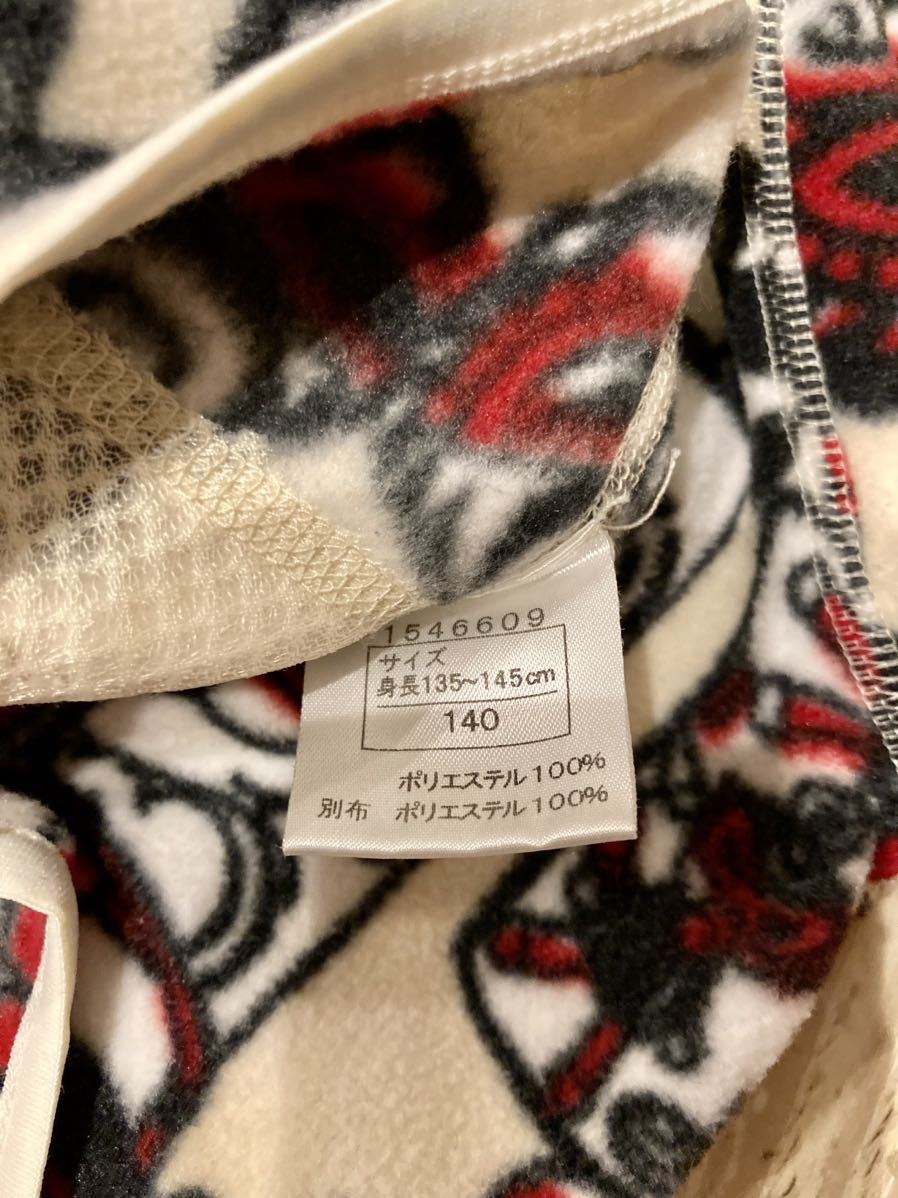 1546609
サイズ
身長135~145cm
140
ポリエステル100%
別布 ポリエステル100%